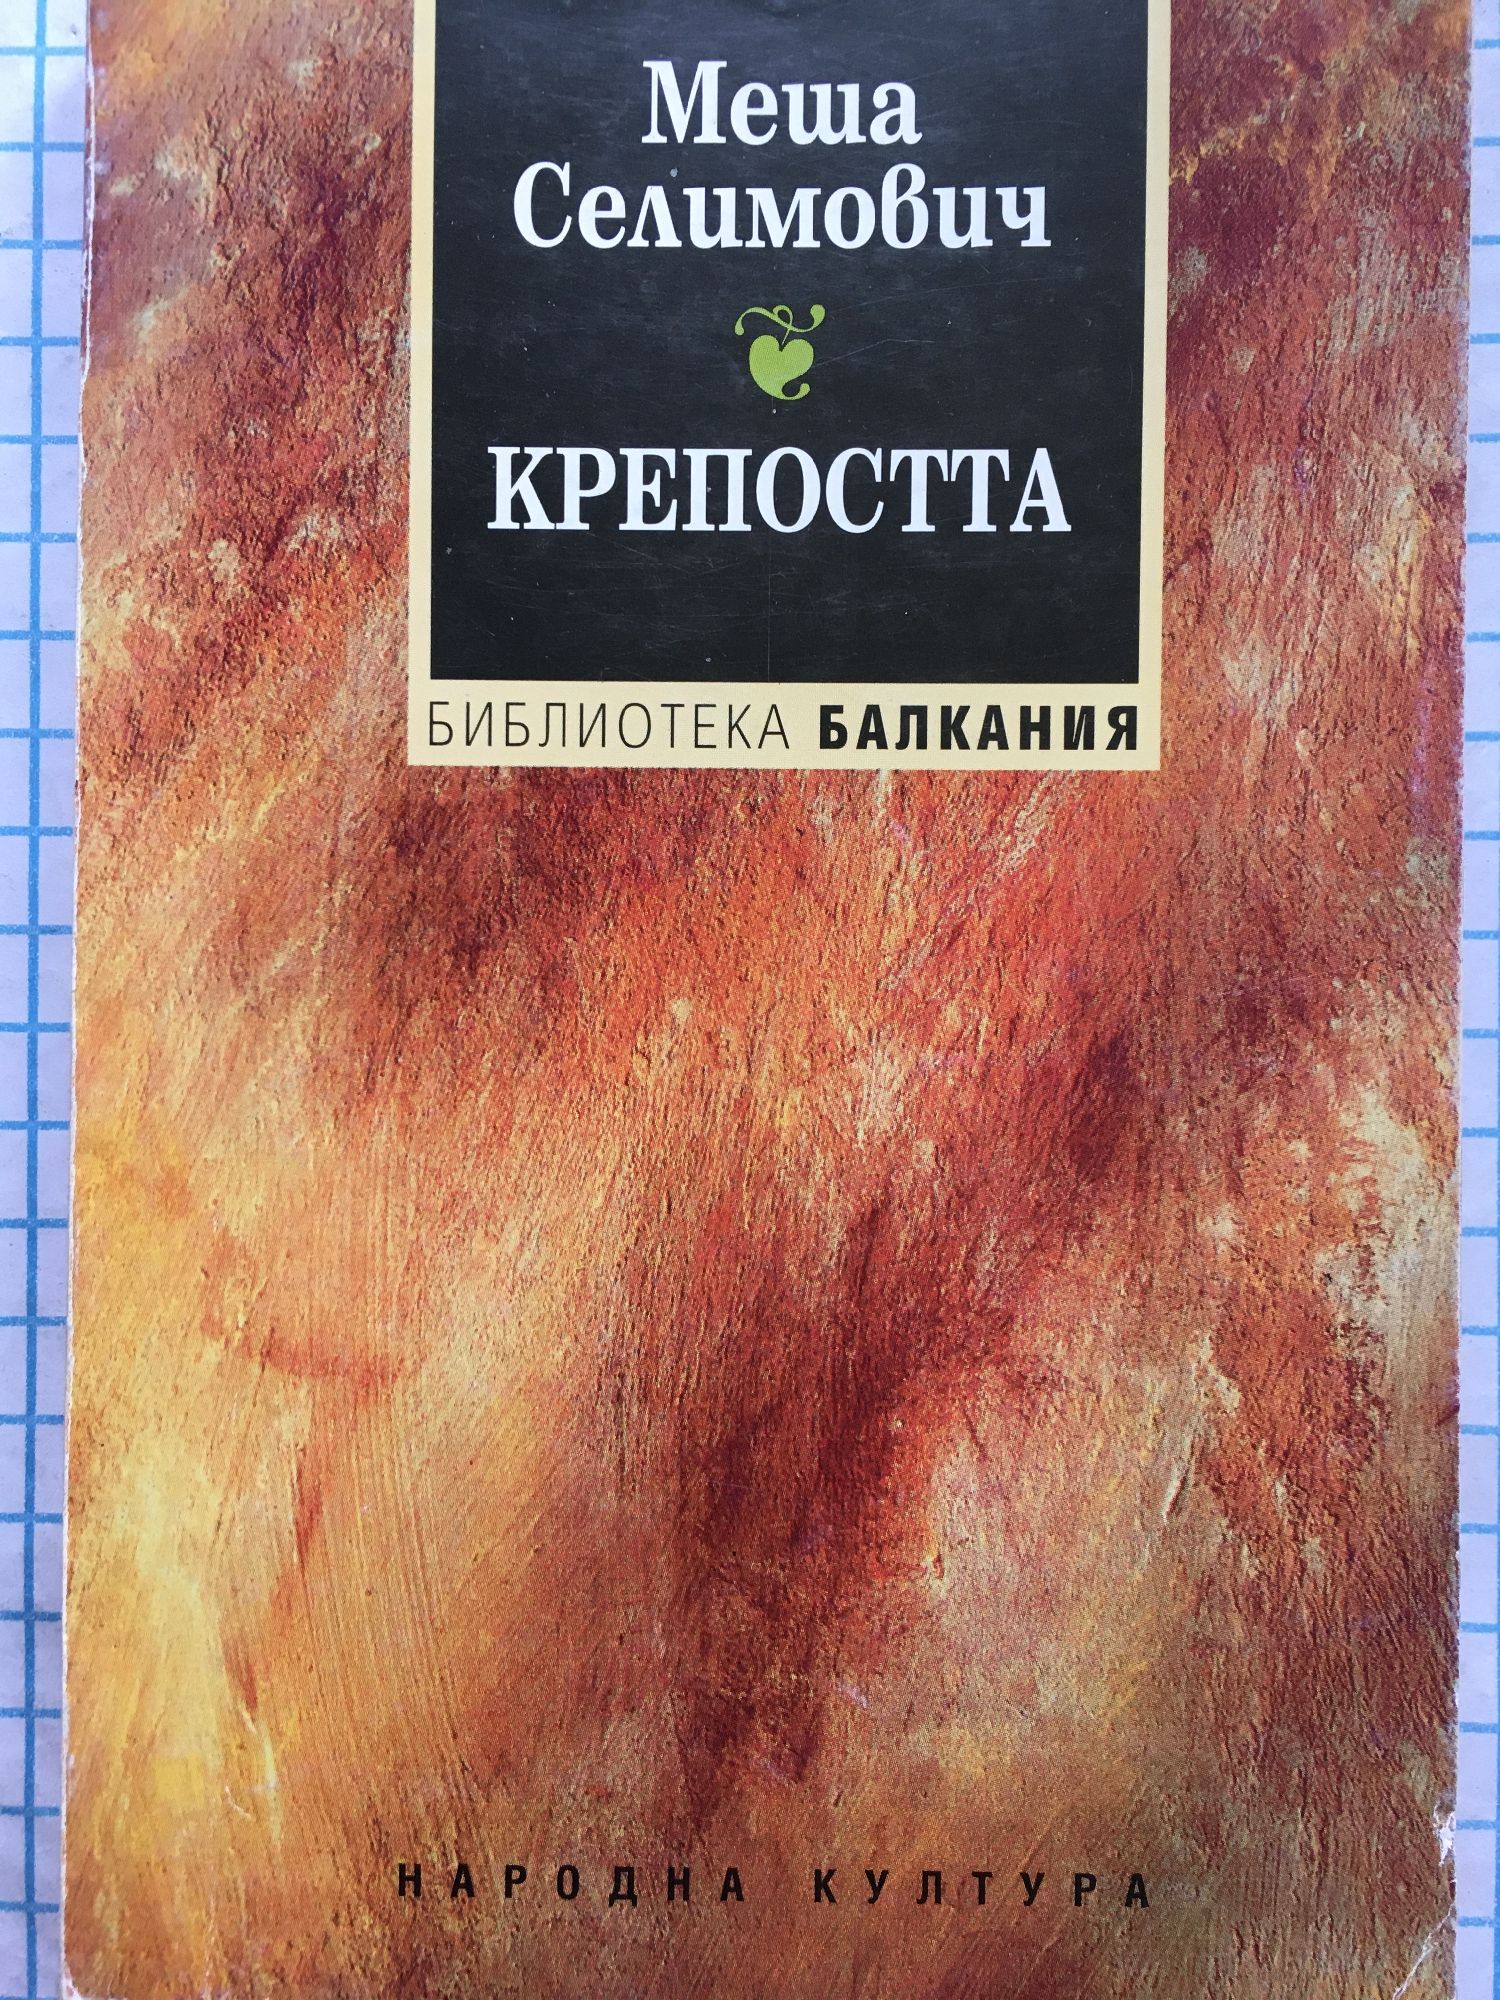 Меша
Селимович
КРЕПОСТТА
БИБЛИОТЕКА БАЛКАНИЯ
НАРОДНА КУЛТУРА